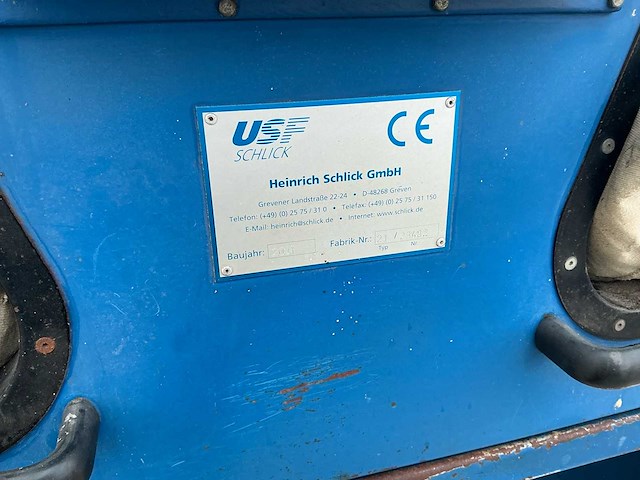 USF
SCHLICK
CE
Heinrich Schlick GmbH
Grevener Landstraße 22-24 • D-48268 Greven
Telefon: (+49) (0) 25 75 / 31 0 • Telefax: (+49) (0) 25 75 / 31 150
E-Mail: heinrich@schlick.de • Internet: www.schlick.de
Baujahr: Fabrik-Nr.: /
Typ Nr